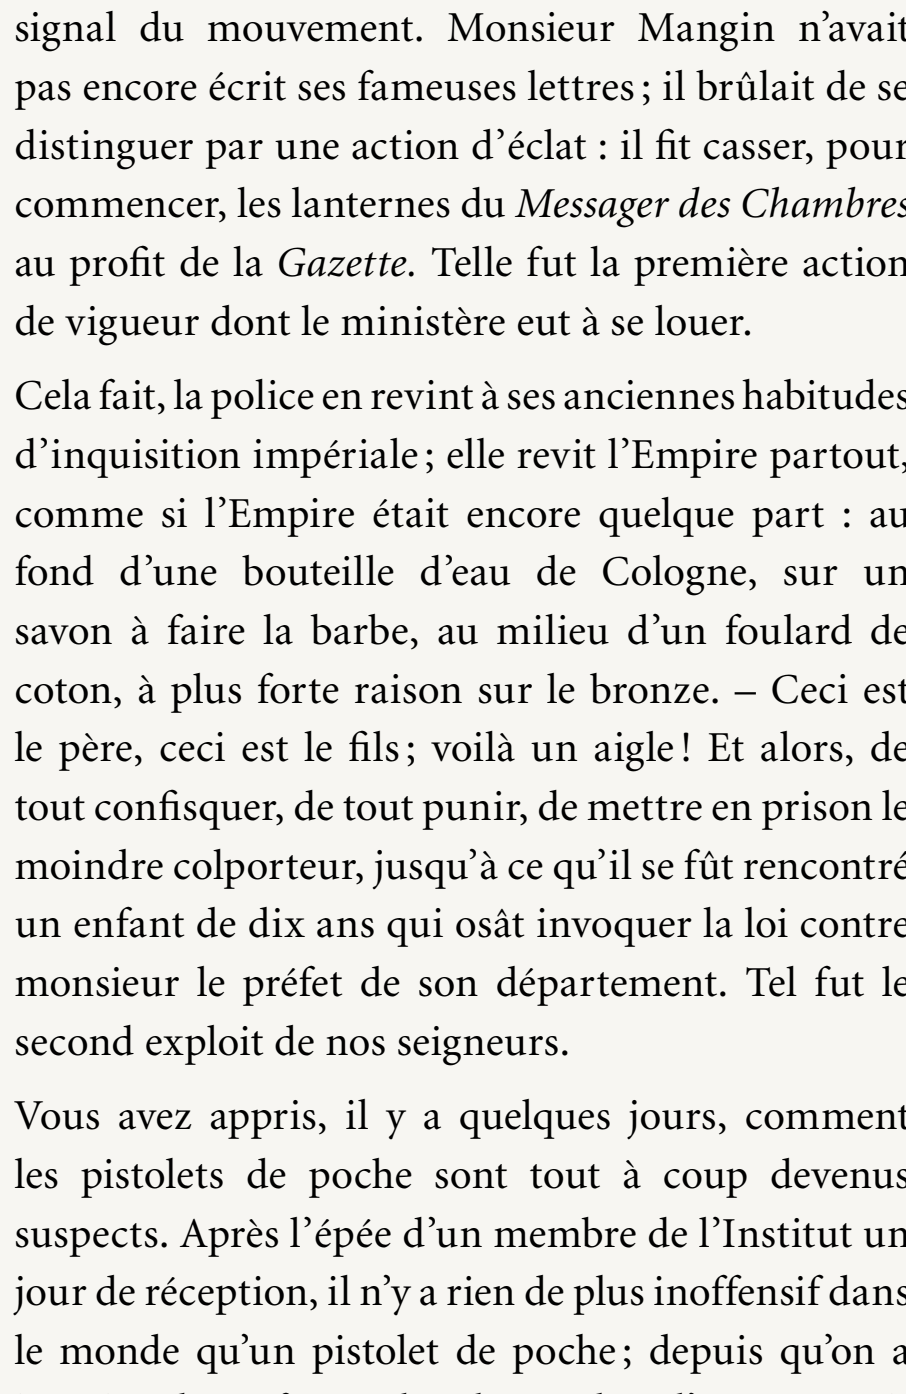 signal du mouvement. Monsieur Mangin n’avait
pas encore écrit ses fameuses lettres ; il brûlait de se
distinguer par une action d’éclat : il fit casser, pour
commencer, les lanternes du Messager des Chambres
au profit de la Gazette. Telle fut la première action
de vigueur dont le ministère eut à se louer.
Cela fait, la police en revint à ses anciennes habitudes
d’inquisition impériale ; elle revit l’Empire partout,
comme si l’Empire était encore quelque part : au
fond d’une bouteille d’eau de Cologne, sur un
savon à faire la barbe, au milieu d’un foulard de
coton, à plus forte raison sur le bronze. – Ceci est
le père, ceci est le fils ; voilà un aigle ! Et alors, de
tout confisquer, de tout punir, de mettre en prison le
moindre colporteur, jusqu’à ce qu’il se fût rencontré
un enfant de dix ans qui osât invoquer la loi contre
monsieur le préfet de son département. Tel fut le
second exploit de nos seigneurs.
Vous avez appris, il y a quelques jours, comment
les pistolets de poche sont tout à coup devenus
suspects. Après l’épée d’un membre de l’Institut un
jour de réception, il n’y a rien de plus inoffensif dans
le monde qu’un pistolet de poche ; depuis qu’on a